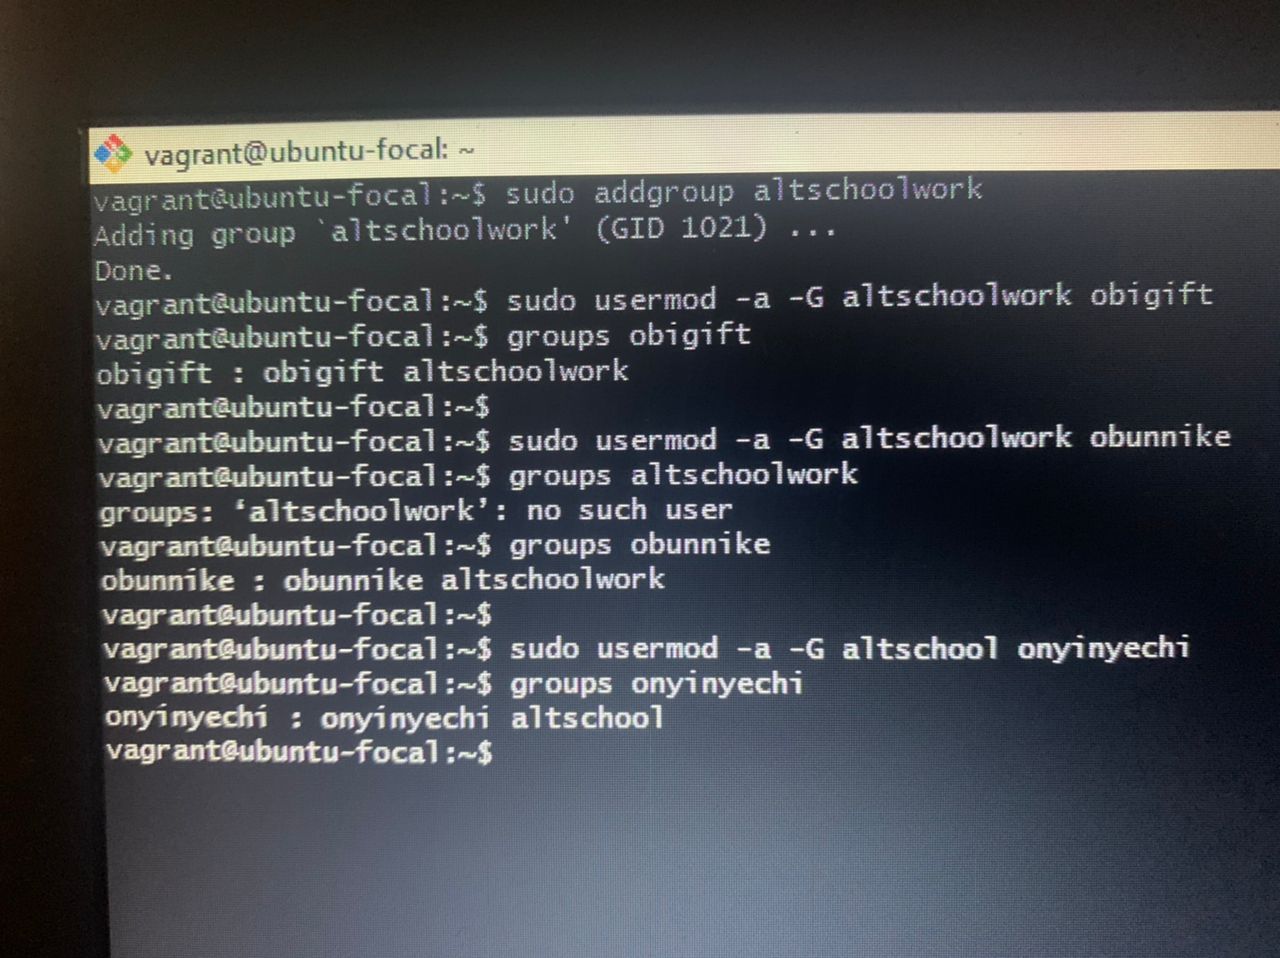 vagrant@ubuntu-focal: ~
vagrant@ubuntu-focal:~$ sudo addgroup altschoolwork
Adding group `altschoolwork' (GID 1021) ...
Done.
vagrant@ubuntu-focal:~$ sudo usermod -a -G altschoolwork obigift
vagrant@ubuntu-focal:~$ groups obigift
obigift : obigift altschoolwork
vagrant@ubuntu-focal:~$
vagrant@ubuntu-focal:~$ sudo usermod -a -G altschoolwork obunnike
vagrant@ubuntu-focal:~$ groups altschoolwork
groups: ‘altschoolwork’: no such user
vagrant@ubuntu-focal:~$ groups obunnike
obunnike : obunnike altschoolwork
vagrant@ubuntu-focal:~$
vagrant@ubuntu-focal:~$ sudo usermod -a -G altschool onyinyechi
vagrant@ubuntu-focal:~$ groups onyinyechi
onyinyechi : onyinyechi altschool
vagrant@ubuntu-focal:~$